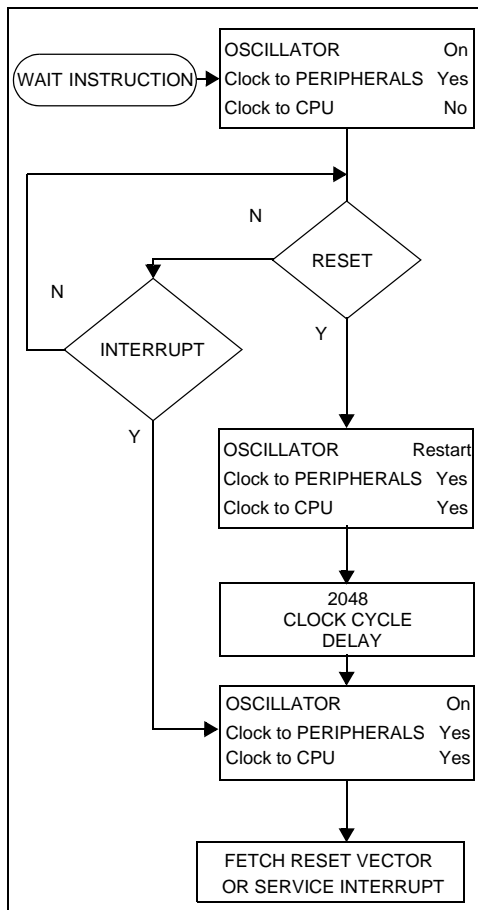 WAIT INSTRUCTION
OSCILLATOR On
Clock to PERIPHERALS Yes
Clock to CPU No
N
RESET
N
INTERRUPT
Y
Y
OSCILLATOR Restart
Clock to PERIPHERALS Yes
Clock to CPU Yes
2048
CLOCK CYCLE
DELAY
OSCILLATOR On
Clock to PERIPHERALS Yes
Clock to CPU Yes
FETCH RESET VECTOR
OR SERVICE INTERRUPT